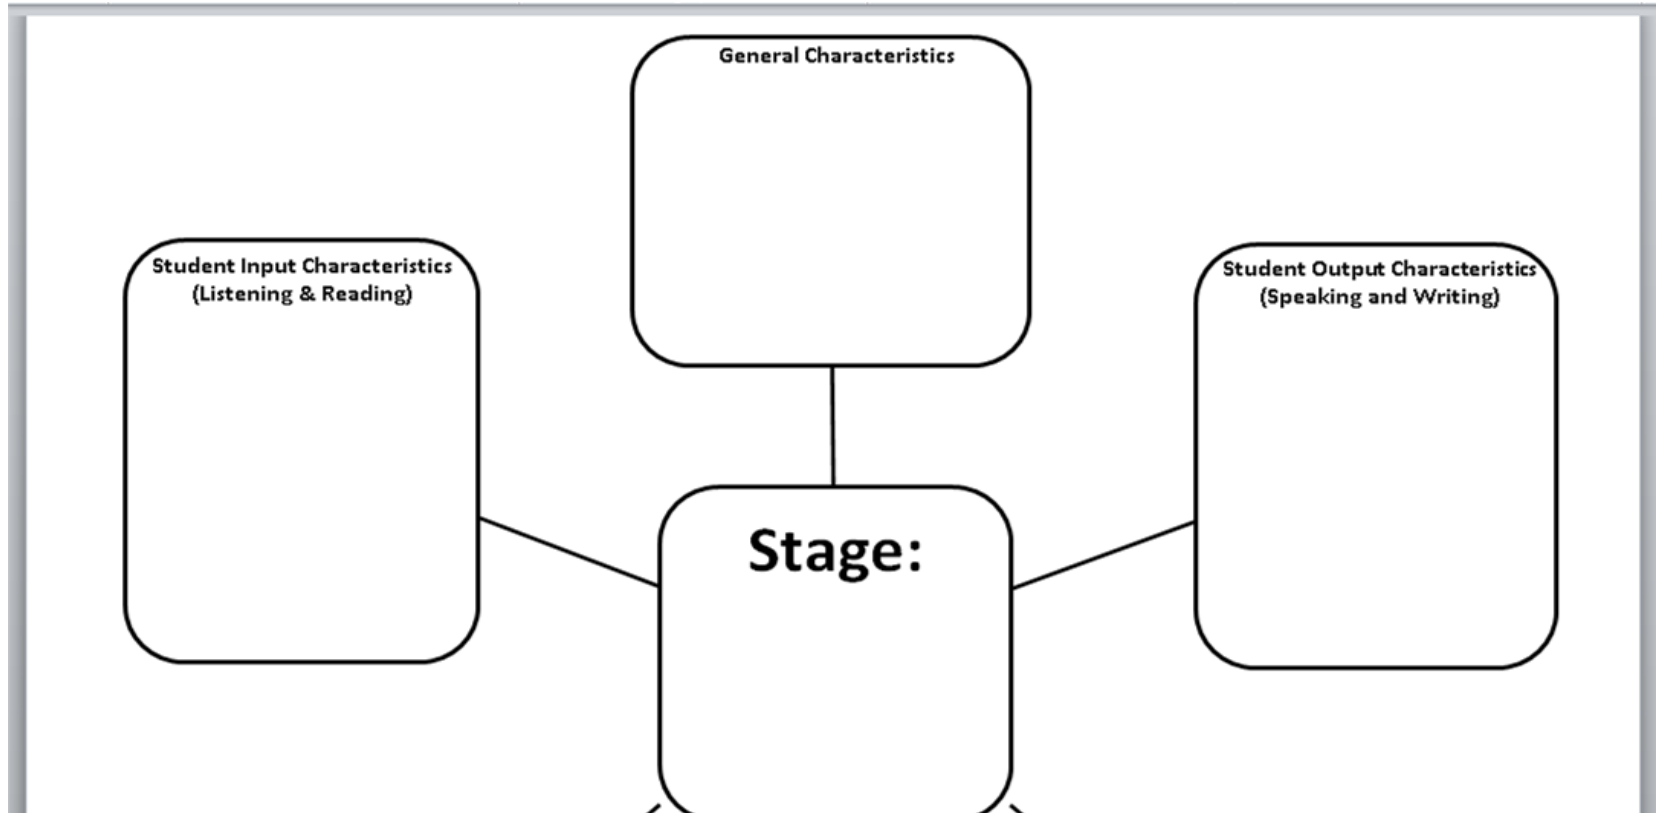 General Characteristics
Student Input Characteristics
(Listening & Reading)
Student Output Characteristics
(Speaking and Writing)
Stage: